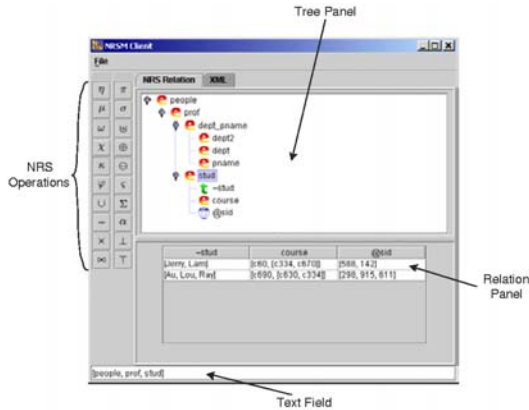 Tree Panel
NRSM Client
File
NRS Relation XML
η π
μ σ
ω
χ ⊕
κ ⊖
φ ς
∪ Σ
− α
× ⊥
⋈ ⊤
NRS
Operations
people
prof
dept_pname
dept2
dept
pname
stud
~stud
course
@sid
~stud course @sid
[Jerry, Lam] [c60, [c334, c670]] [588, 142]
[Au, Lou, Ray] [c690, [c630, c334]] [298, 915, 611]
Relation
Panel
[people, prof, stud]
Text Field